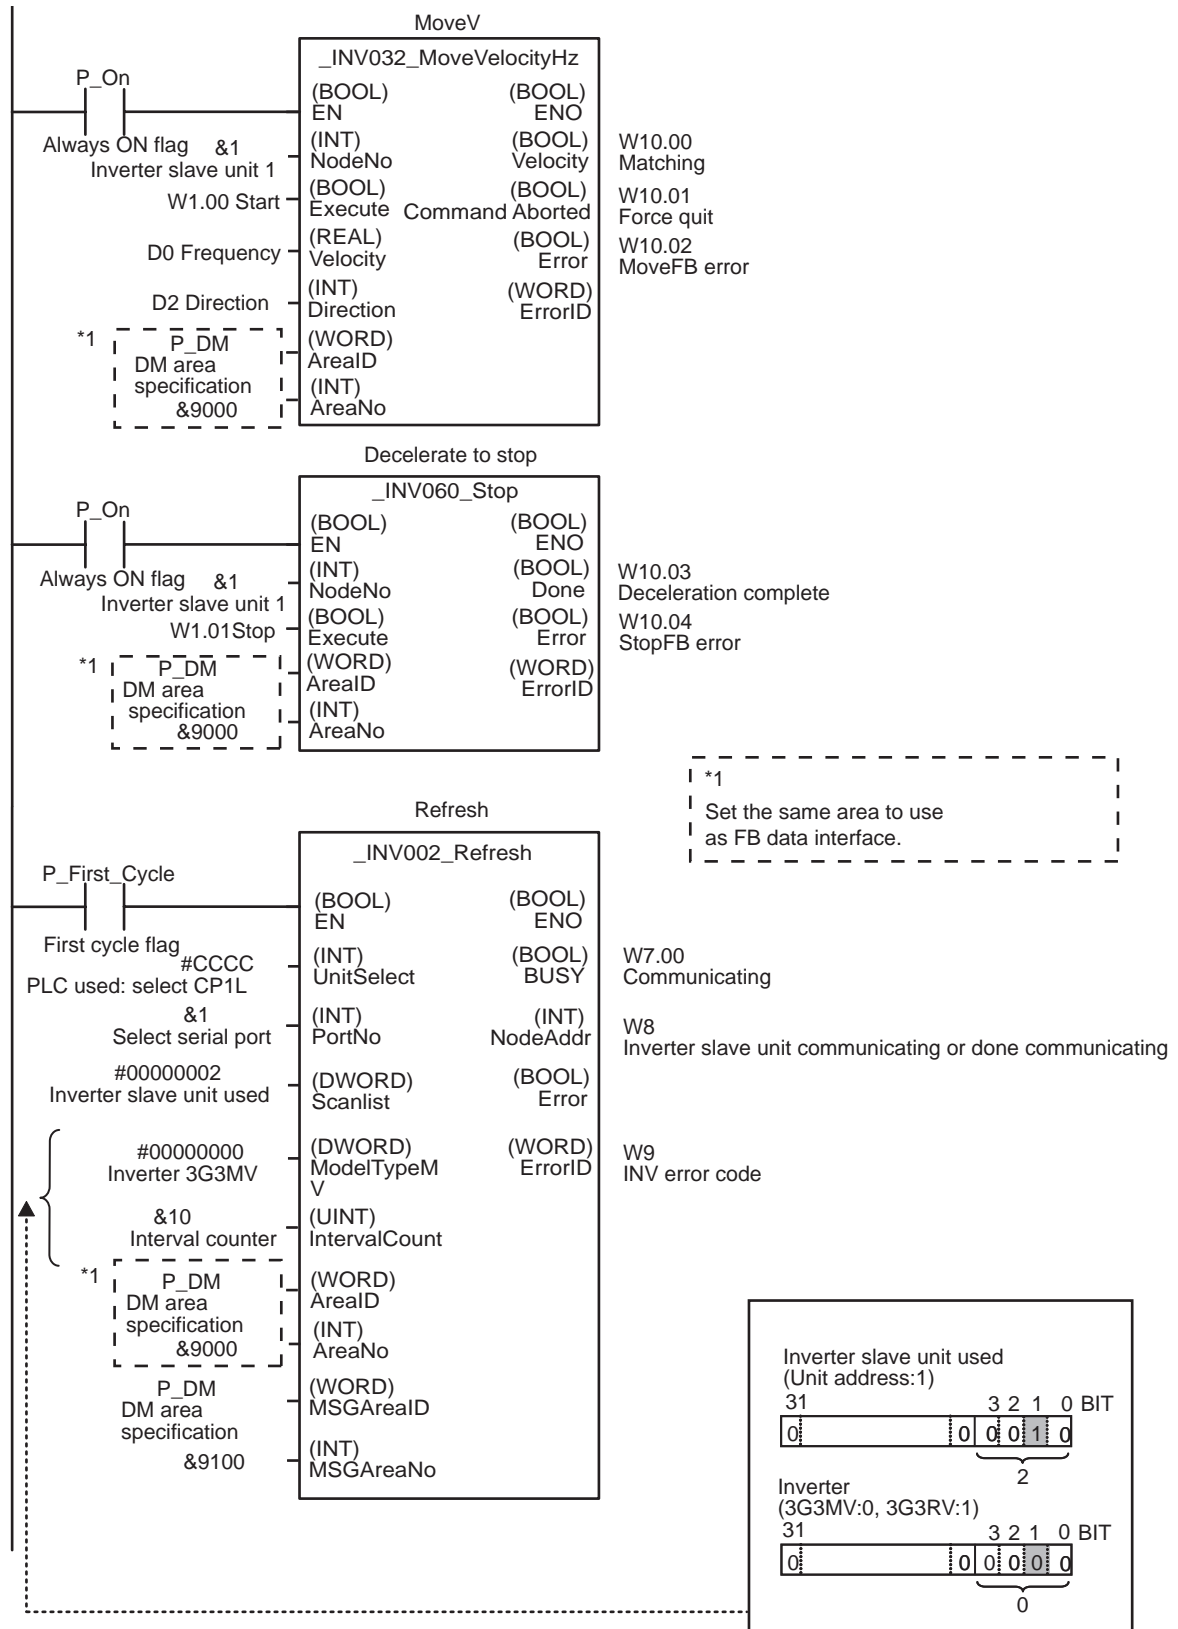 MoveV
_INV032_MoveVelocityHz
P_On
(BOOL) (BOOL)
EN ENO
Always ON flag &1 (INT) (BOOL) W10.00
Inverter slave unit 1 NodeNo Velocity Matching
(BOOL) (BOOL) W10.01
W1.00 Start Execute Command Aborted Force quit
(REAL) (BOOL) W10.02
D0 Frequency Velocity Error MoveFB error
(INT) (WORD)
D2 Direction Direction ErrorID
*1 P_DM (WORD)
DM area AreaID
specification (INT)
&9000 AreaNo
Decelerate to stop
_INV060_Stop
P_On
(BOOL) (BOOL)
EN ENO
Always ON flag &1 (INT) (BOOL) W10.03
Inverter slave unit 1 NodeNo Done Deceleration complete
(BOOL) (BOOL) W10.04
W1.01Stop Execute Error StopFB error
*1 P_DM (WORD) (WORD)
DM area AreaID ErrorID
specification (INT)
&9000 AreaNo
*1
Set the same area to use
as FB data interface.
Refresh
_INV002_Refresh
P_First_Cycle
(BOOL) (BOOL)
EN ENO
First cycle flag
#CCCC (INT) (BOOL) W7.00
PLC used: select CP1L UnitSelect BUSY Communicating
&1 (INT) (INT) W8
Select serial port PortNo NodeAddr Inverter slave unit communicating or done communicating
#00000002 (DWORD) (BOOL)
Inverter slave unit used Scanlist Error
#00000000 (DWORD) (WORD) W9
Inverter 3G3MV ModelTypeM ErrorID INV error code
V
&10 (UINT)
Interval counter IntervalCount
*1 P_DM (WORD)
DM area AreaID
specification (INT)
&9000 AreaNo
P_DM (WORD)
DM area MSGAreaID
specification
&9100 (INT)
MSGAreaNo
Inverter slave unit used
(Unit address:1)
31 3 2 1 0 BIT
0 0 0 0 1 0
2
Inverter
(3G3MV:0, 3G3RV:1)
31 3 2 1 0 BIT
0 0 0 0 0 0
0